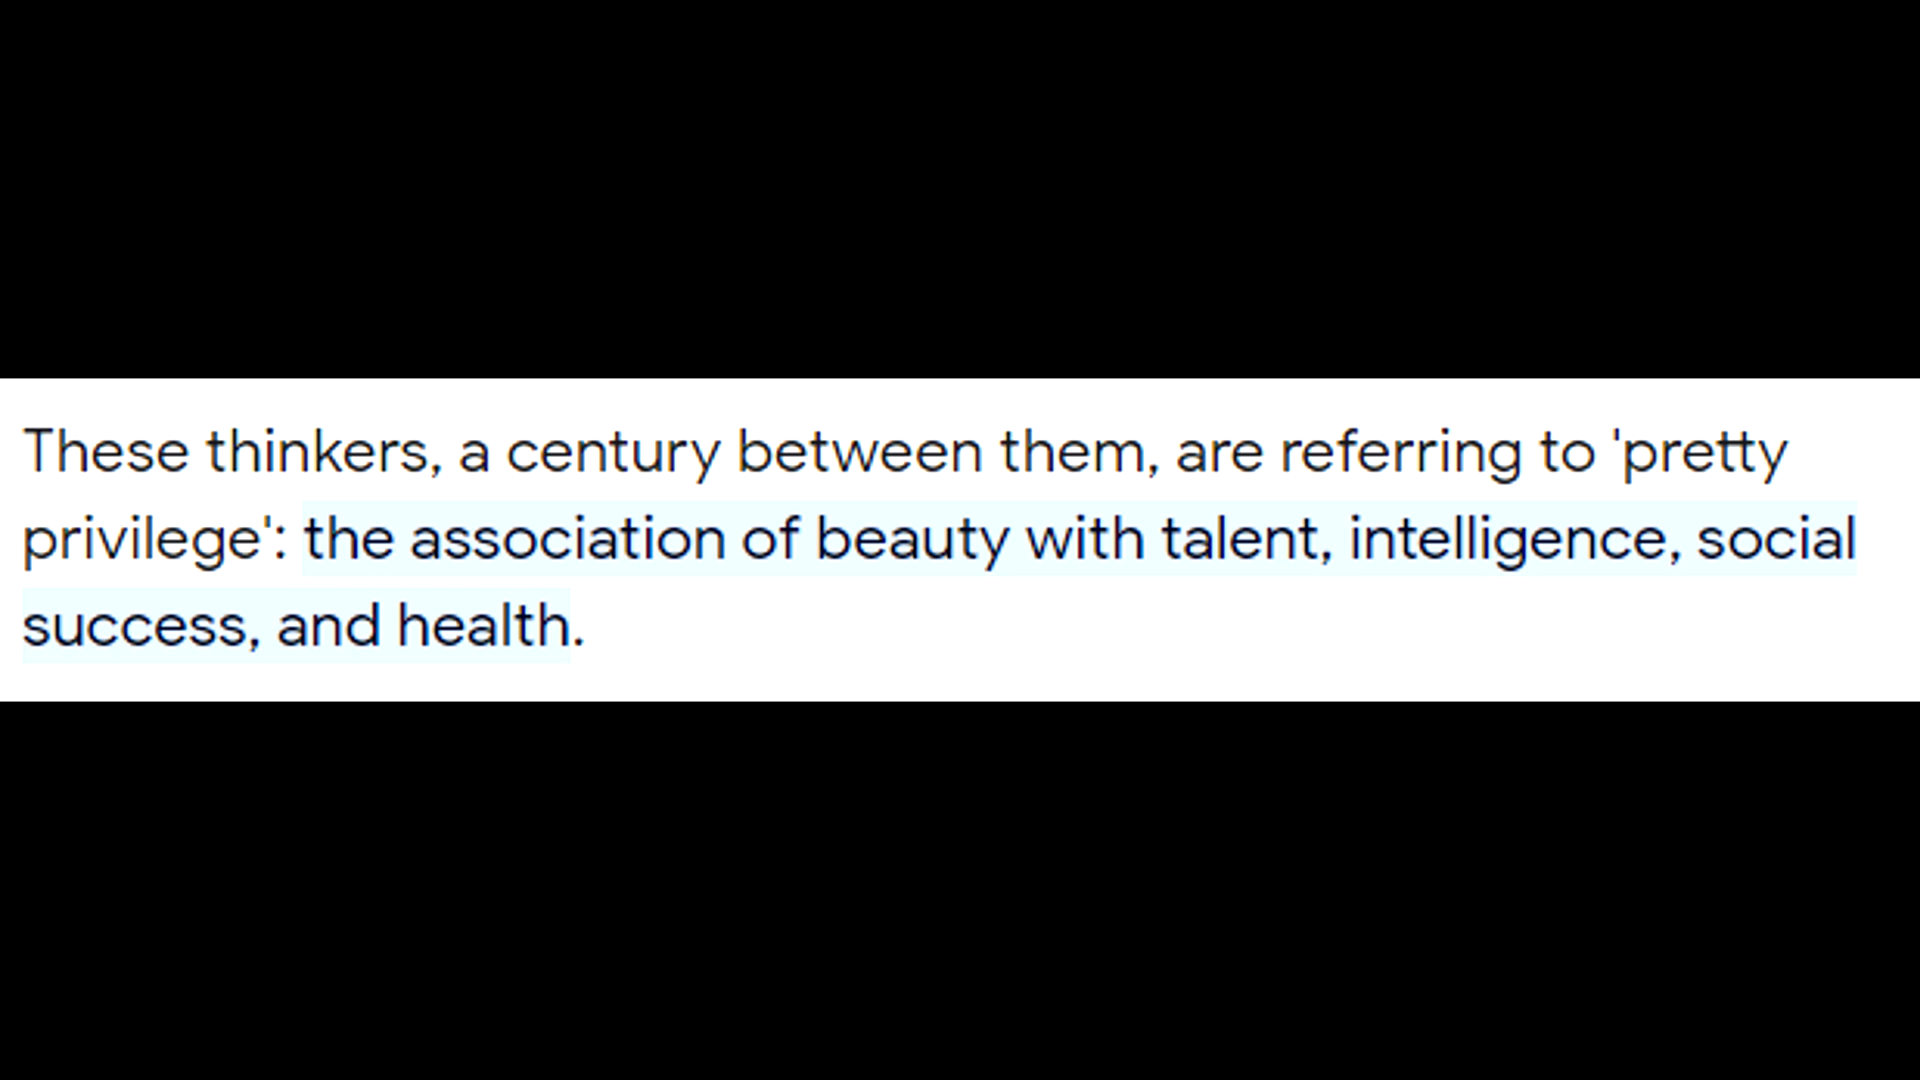 These thinkers, a century between them, are referring to 'pretty
privilege': the association of beauty with talent, intelligence, social
success, and health.